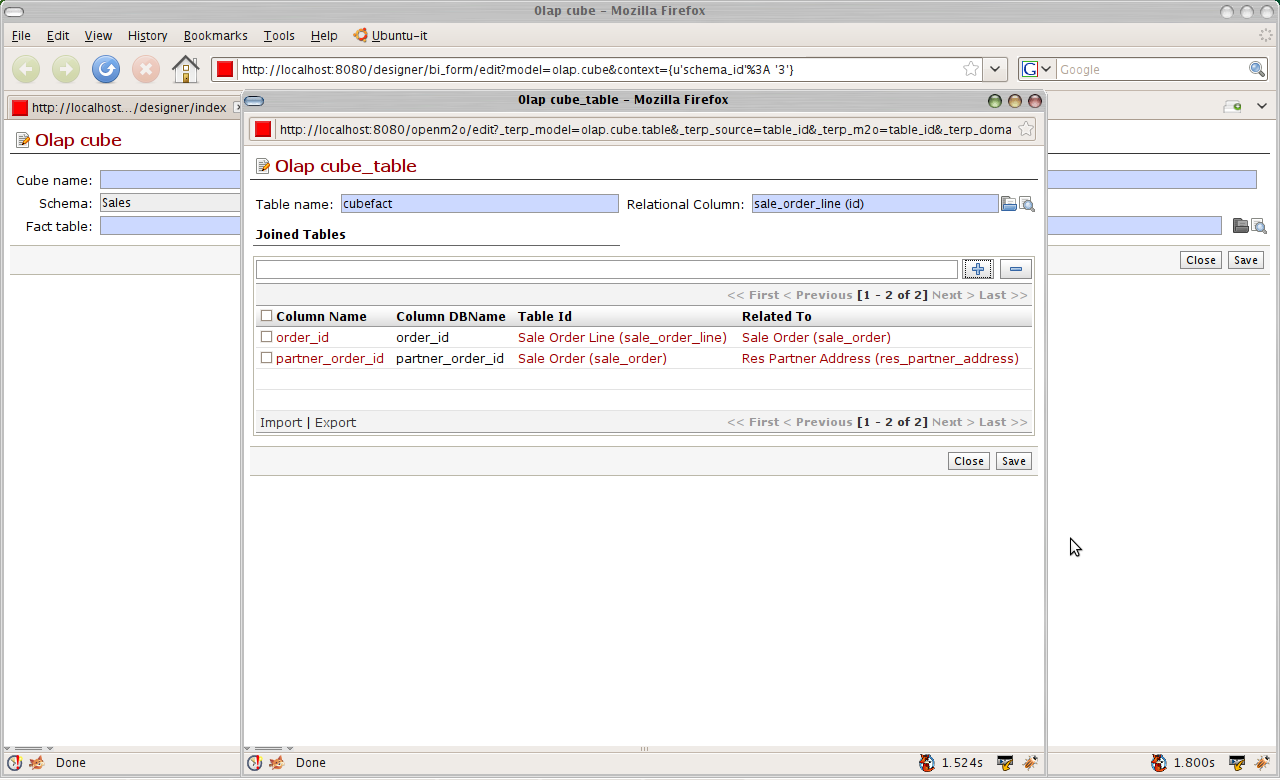 Olap cube - Mozilla Firefox
File Edit View History Bookmarks Tools Help Ubuntu-it
http://localhost:8080/designer/bi_form/edit?model=olap.cube&context={u'schema_id'%3A '3'}
Google
http://localhost.../designer/index
Olap cube
Cube name:
Schema: Sales
Fact table:
Close Save
Olap cube_table - Mozilla Firefox
http://localhost:8080/openm2o/edit?_terp_model=olap.cube.table&_terp_source=table_id&_terp_m2o=table_id&_terp_doma
Olap cube_table
Table name: cubefact Relational Column: sale_order_line (id)
Joined Tables
<< First < Previous [1 - 2 of 2] Next > Last >>
Column Name Column DBName Table Id Related To
order_id order_id Sale Order Line (sale_order_line) Sale Order (sale_order)
partner_order_id partner_order_id Sale Order (sale_order) Res Partner Address (res_partner_address)
Import | Export << First < Previous [1 - 2 of 2] Next > Last >>
Close Save
Done Done 1.524s 1.800s